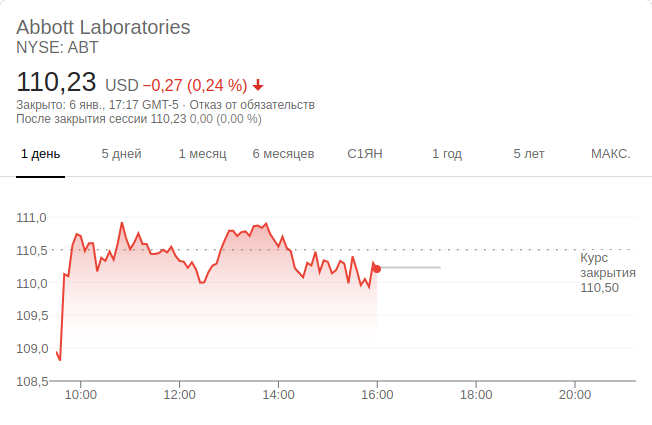 Abbott Laboratories
NYSE: ABT
110,23 USD −0,27 (0,24 %)
Закрыто: 6 янв., 17:17 GMT-5 · Отказ от обязательств
После закрытия сессии 110,23 0,00 (0,00 %)
1 день 5 дней 1 месяц 6 месяцев С1ЯН 1 год 5 лет МАКС.
111,0
110,5
Курс
закрытия
110,50
110,0
109,5
109,0
108,5
10:00 12:00 14:00 16:00 18:00 20:00